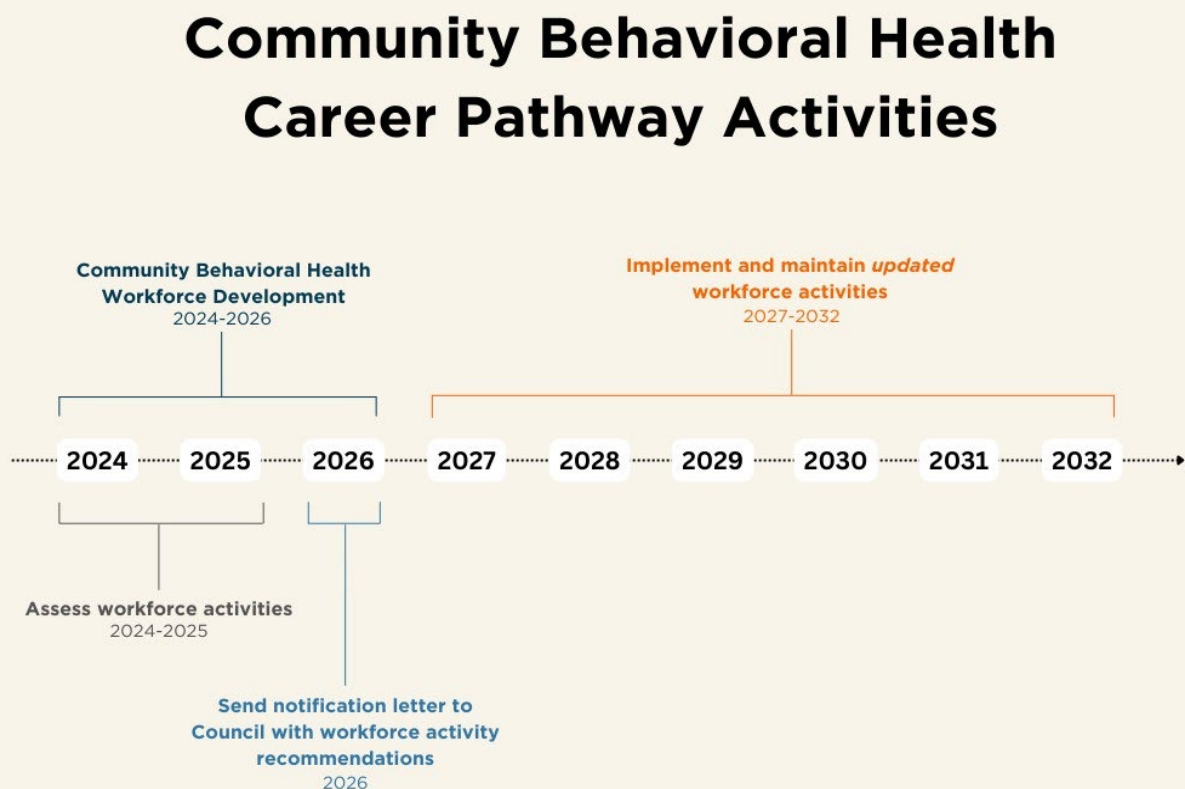 Community Behavioral Health
Career Pathway Activities
Community Behavioral Health
Workforce Development
2024-2026
Implement and maintain updated
workforce activities
2027-2032
2024 2025 2026 2027 2028 2029 2030 2031 2032
Assess workforce activities
2024-2025
Send notification letter to
Council with workforce activity
recommendations
2026